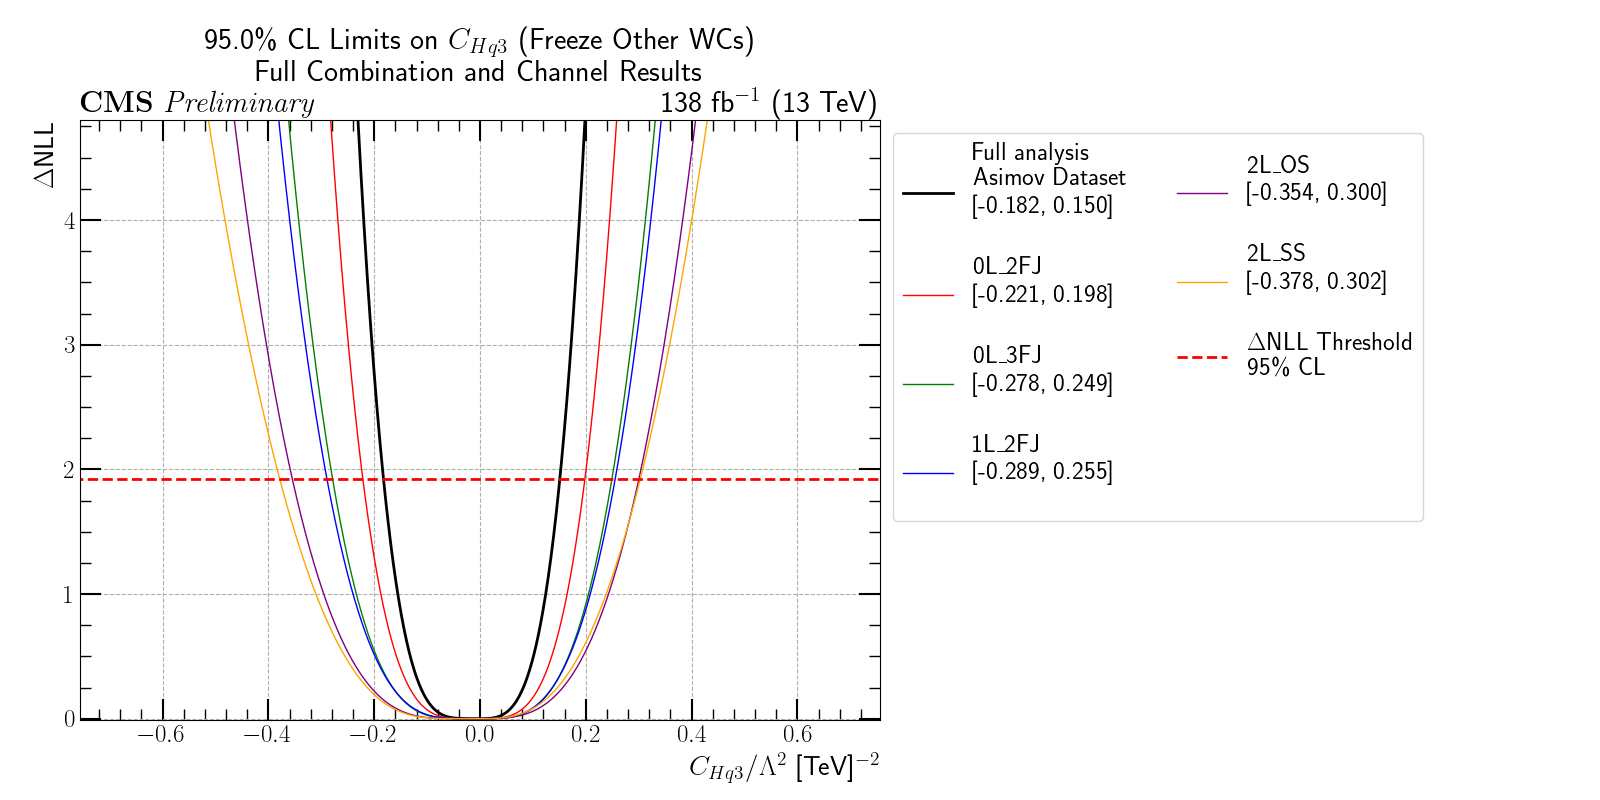 95.0% CL Limits on C_{Hq3} (Freeze Other WCs)
Full Combination and Channel Results
CMS Preliminary
138 fb^{-1} (13 TeV)
ΔNLL
4
3
2
1
0
−0.6
−0.4
−0.2
0.0
0.2
0.4
0.6
C_{Hq3}/Λ^2 [TeV]^{-2}
Full analysis
Asimov Dataset
[-0.182, 0.150]
0L_2FJ
[-0.221, 0.198]
0L_3FJ
[-0.278, 0.249]
1L_2FJ
[-0.289, 0.255]
2L_OS
[-0.354, 0.300]
2L_SS
[-0.378, 0.302]
ΔNLL Threshold
95% CL